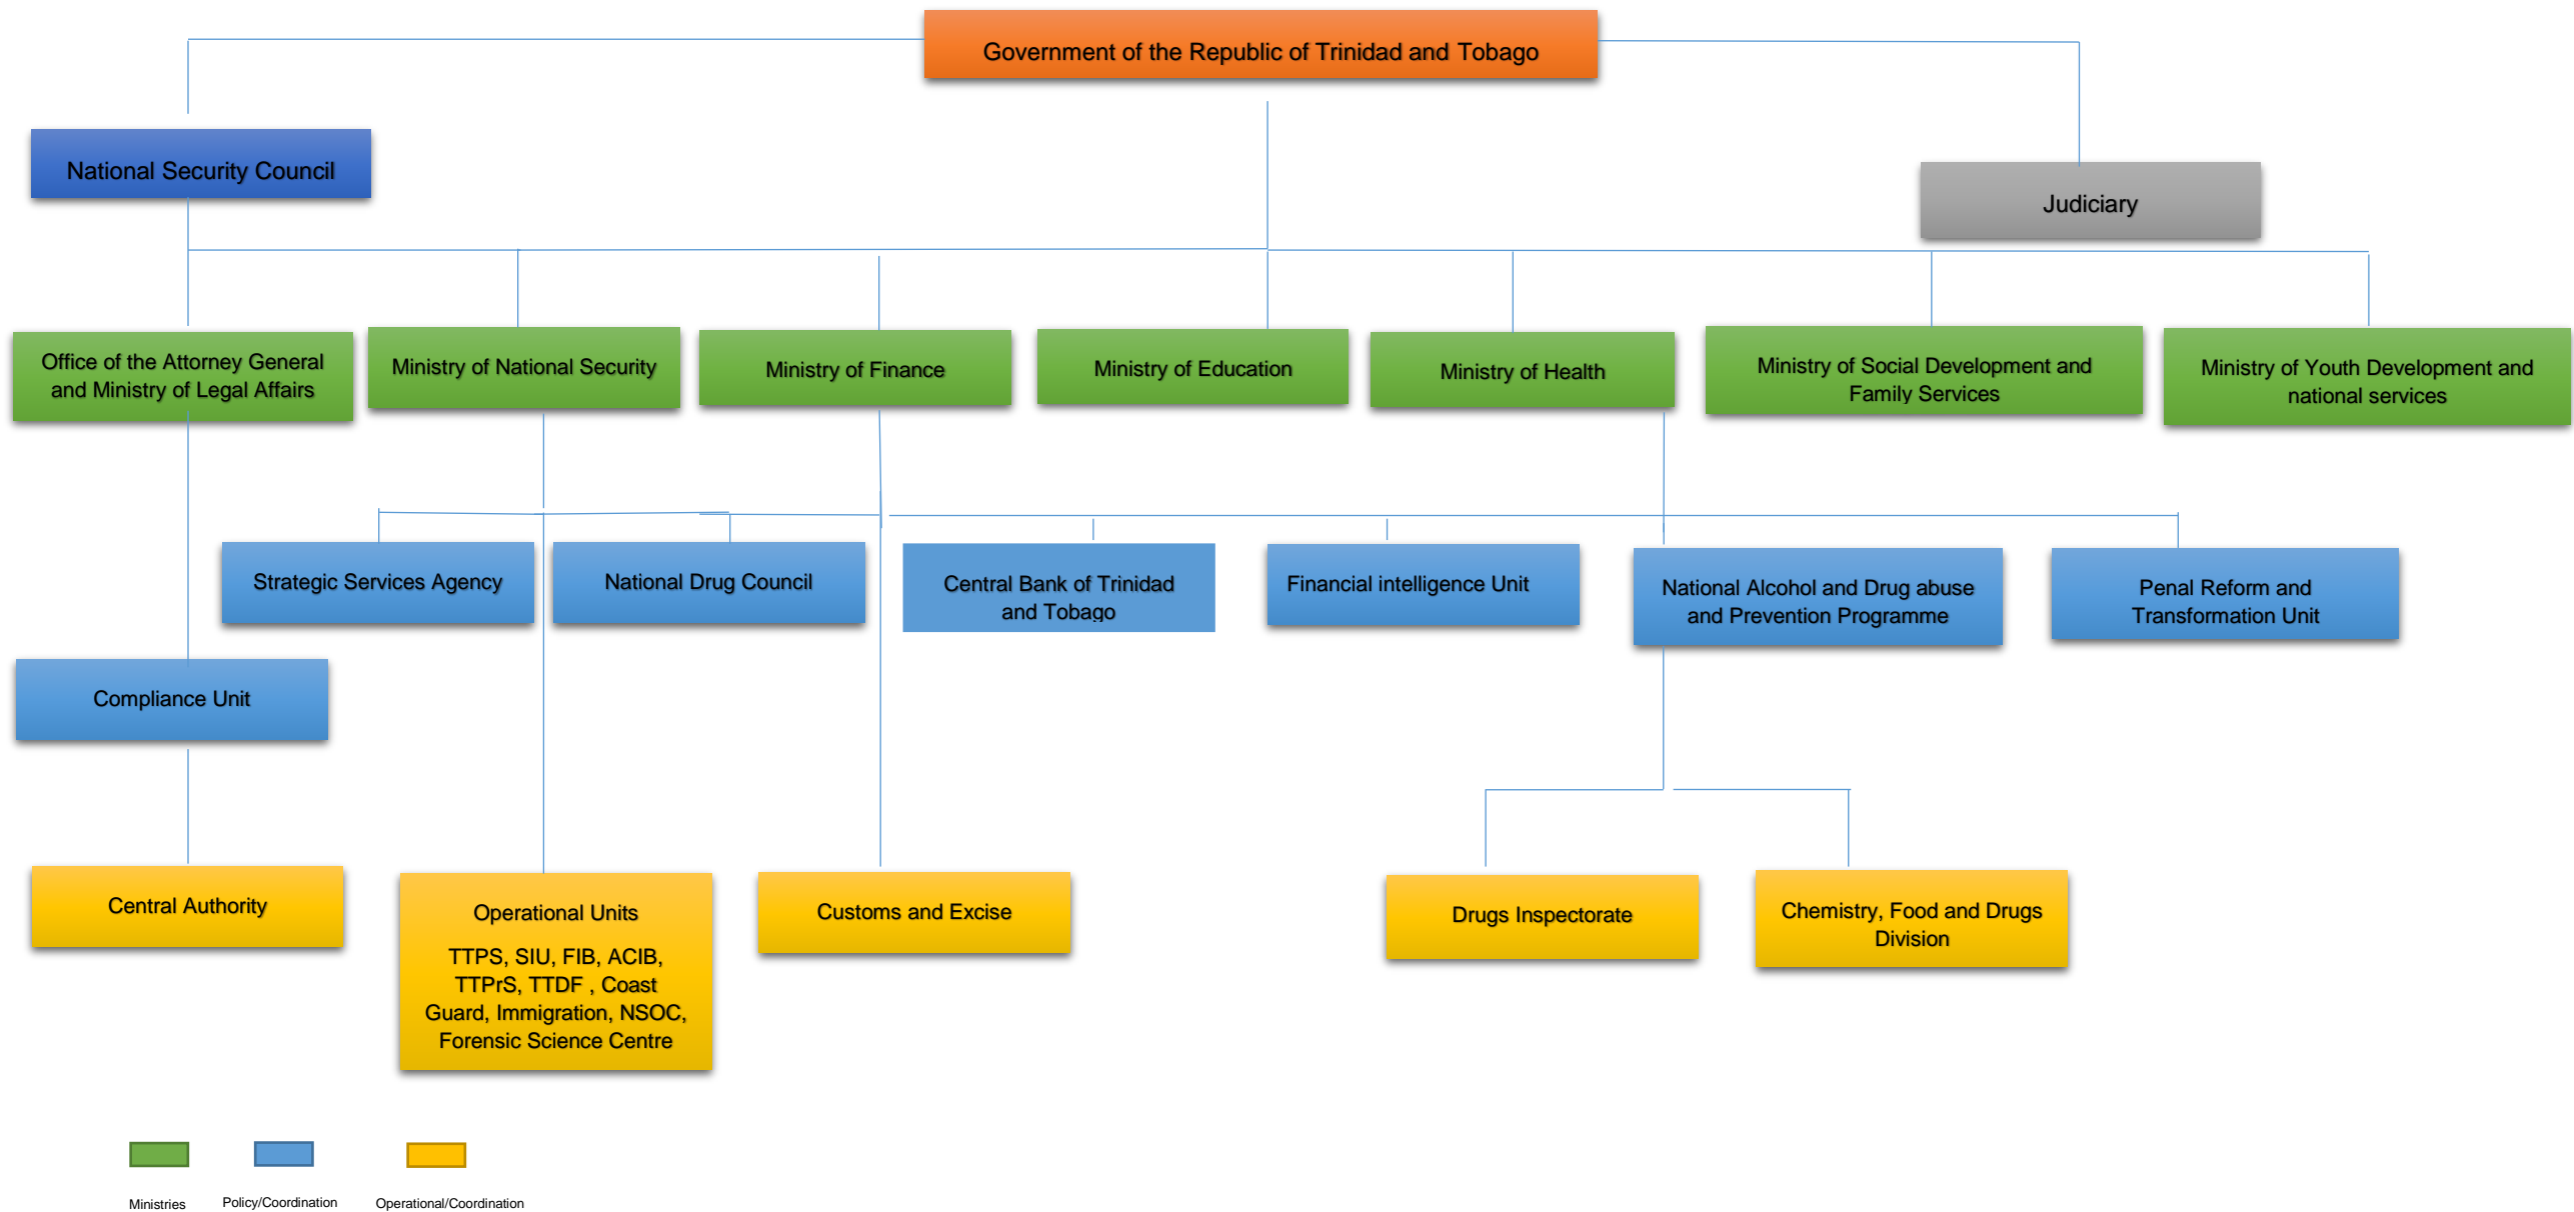 Government of the Republic of Trinidad and Tobago
National Security Council
Judiciary
Office of the Attorney General
and Ministry of Legal Affairs
Ministry of National Security
Ministry of Finance
Ministry of Education
Ministry of Health
Ministry of Social Development and
Family Services
Ministry of Youth Development and
national services
Strategic Services Agency
National Drug Council
Central Bank of Trinidad
and Tobago
Financial intelligence Unit
National Alcohol and Drug abuse
and Prevention Programme
Penal Reform and
Transformation Unit
Compliance Unit
Central Authority
Operational Units
TTPS, SIU, FIB, ACIB,
TTPrS, TTDF , Coast
Guard, Immigration, NSOC,
Forensic Science Centre
Customs and Excise
Drugs Inspectorate
Chemistry, Food and Drugs
Division
Ministries
Policy/Coordination
Operational/Coordination